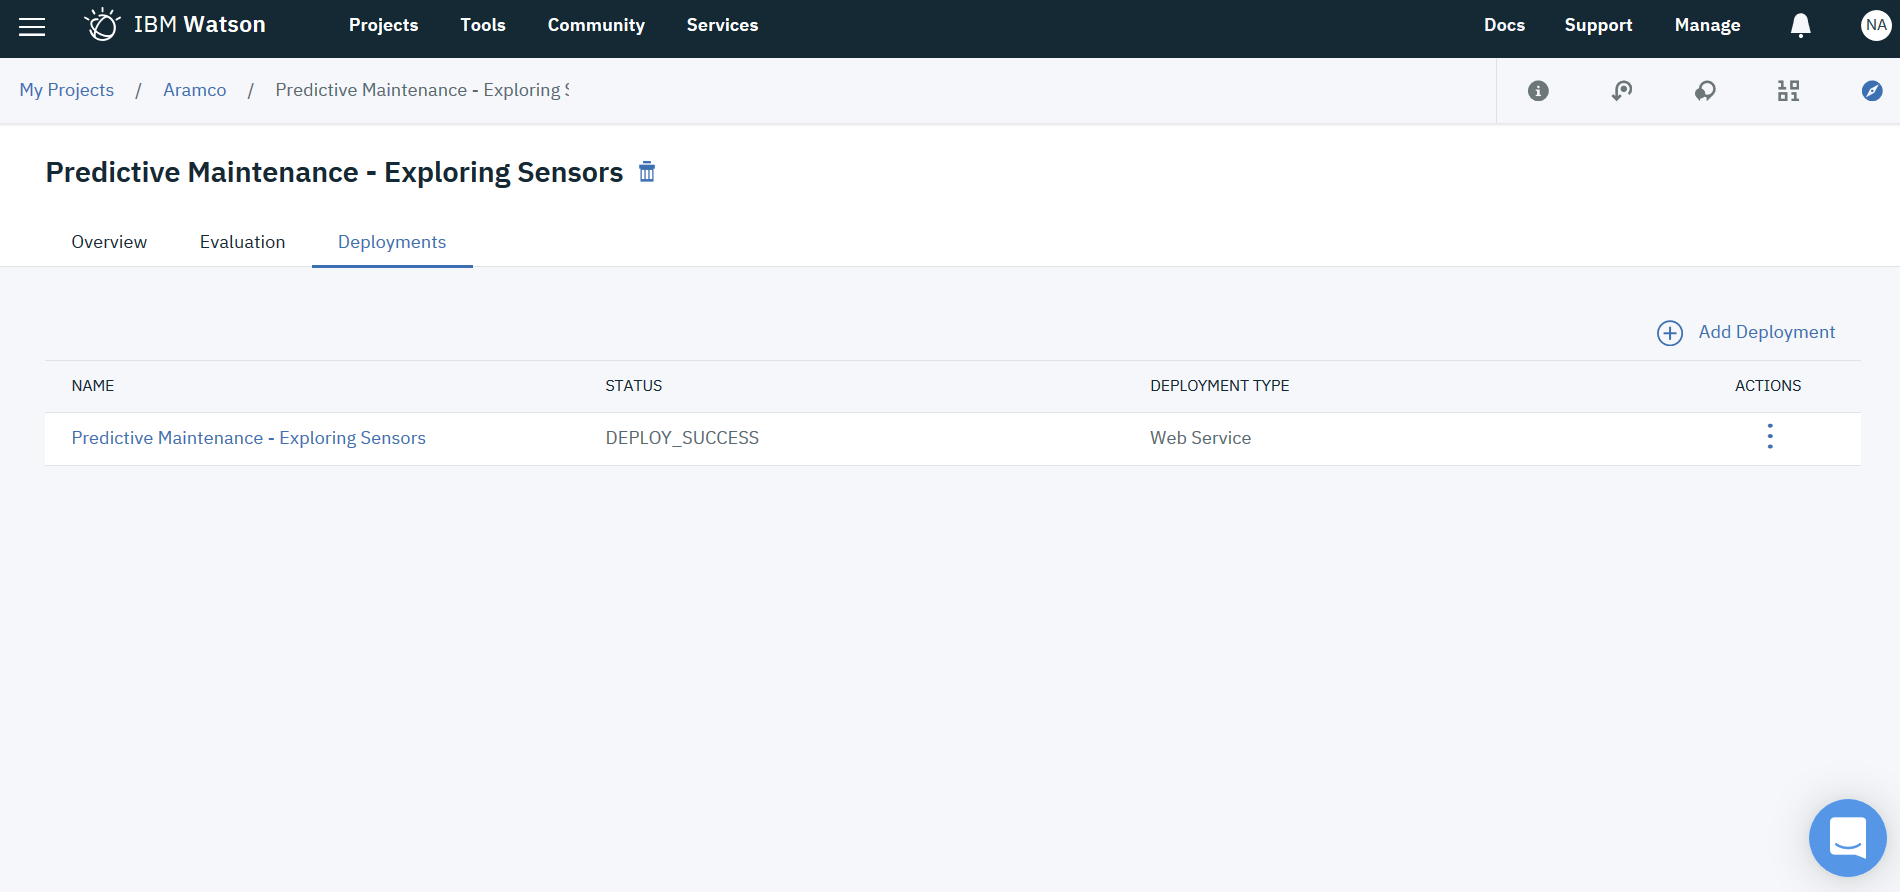 IBM Watson Projects Tools Community Services Docs Support Manage NA
My Projects / Aramco / Predictive Maintenance - Exploring
Predictive Maintenance - Exploring Sensors
Overview Evaluation Deployments
Add Deployment
NAME STATUS DEPLOYMENT TYPE ACTIONS
Predictive Maintenance - Exploring Sensors DEPLOY_SUCCESS Web Service